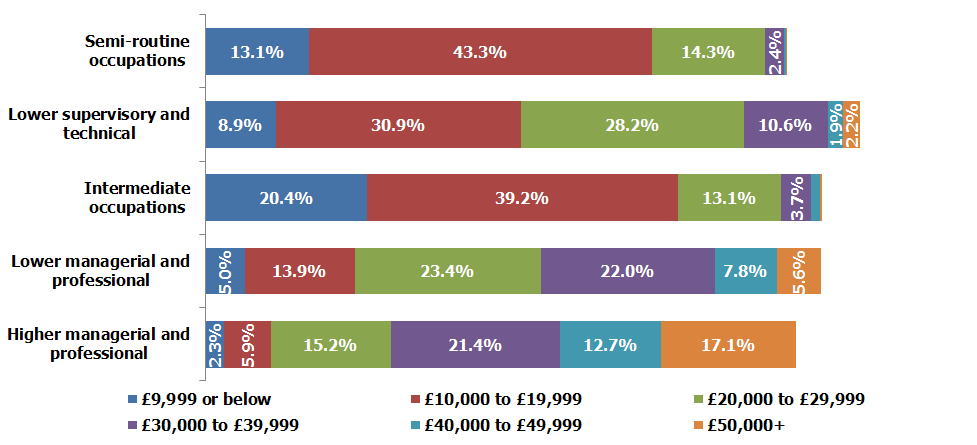 Semi-routine
occupations
13.1% 43.3% 14.3% 2.4%
Lower supervisory and
technical
8.9% 30.9% 28.2% 10.6% 1.9% 2.2%
Intermediate
occupations
20.4% 39.2% 13.1% 3.7%
Lower managerial and
professional
5.0% 13.9% 23.4% 22.0% 7.8% 5.6%
Higher managerial and
professional
2.3% 5.9% 15.2% 21.4% 12.7% 17.1%
£9,999 or below £10,000 to £19,999 £20,000 to £29,999
£30,000 to £39,999 £40,000 to £49,999 £50,000+